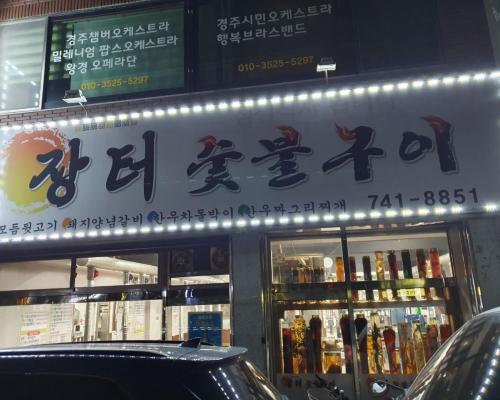 경주챔버오케스트라
밀레니엄 팝스오케스트라
왕경 오페라단
010-3525-5297
경주시민오케스트라
행복브라스밴드
010-3525-5297
장터 숯불구이
모듬뒷고기 돼지양념갈비 한우차돌박이 한우짜그리찌개 741-8851